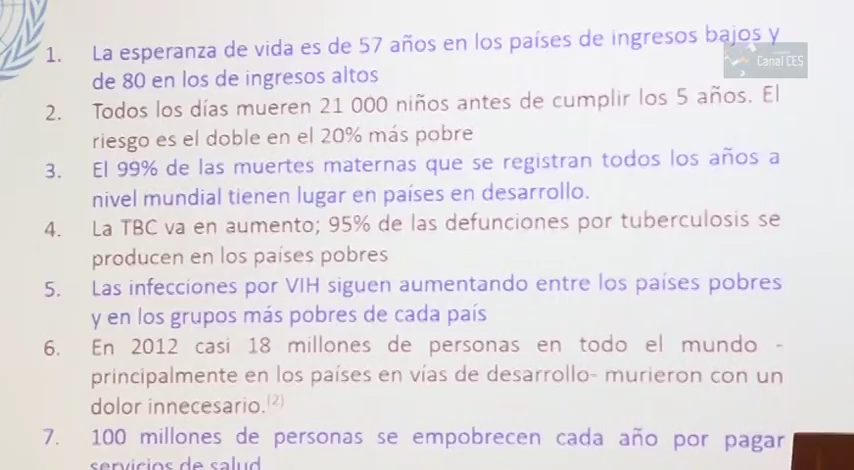 1. La esperanza de vida es de 57 años en los países de ingresos bajos y
de 80 en los de ingresos altos
Canal CES
2. Todos los días mueren 21 000 niños antes de cumplir los 5 años. El
riesgo es el doble en el 20% más pobre
3. El 99% de las muertes maternas que se registran todos los años a
nivel mundial tienen lugar en países en desarrollo.
4. La TBC va en aumento; 95% de las defunciones por tuberculosis se
producen en los países pobres
5. Las infecciones por VIH siguen aumentando entre los países pobres
y en los grupos más pobres de cada país
6. En 2012 casi 18 millones de personas en todo el mundo -
principalmente en los países en vías de desarrollo- murieron con un
dolor innecesario.(2)
7. 100 millones de personas se empobrecen cada año por pagar
servicios de salud